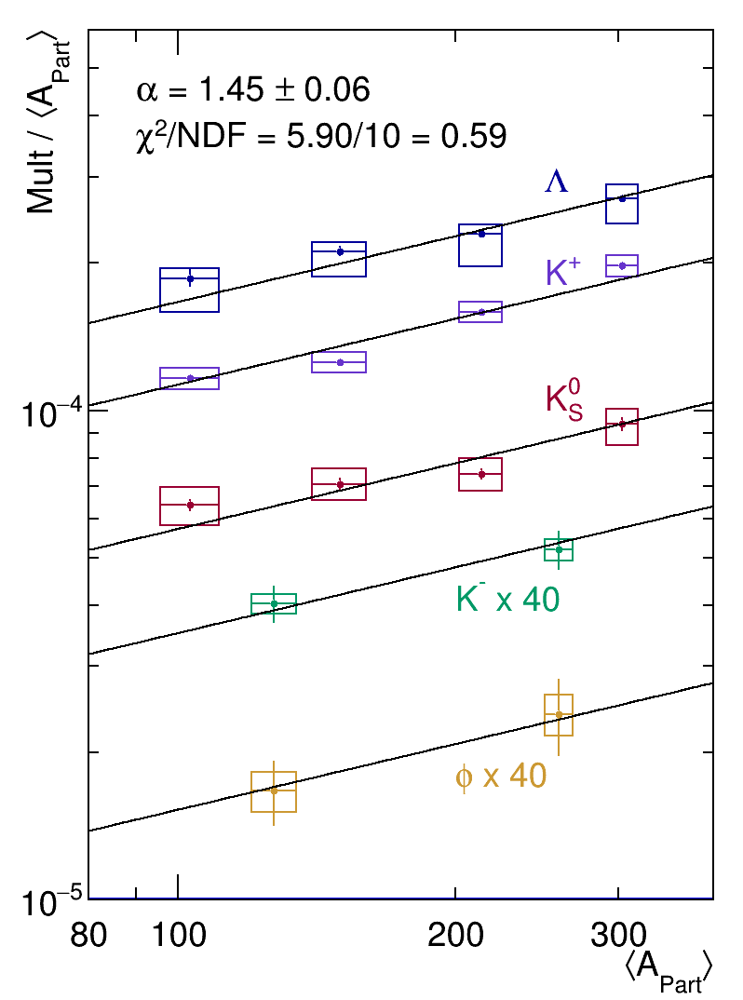 Mult / ⟨A_Part⟩
α = 1.45 ± 0.06
χ²/NDF = 5.90/10 = 0.59
Λ
K⁺
K⁰_S
10⁻⁴
K⁻ x 40
ϕ x 40
10⁻⁵
80 100 200 300
⟨A_Part⟩